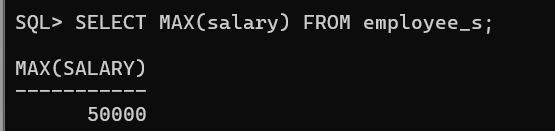 SQL> SELECT MAX(salary) FROM employee_s;
MAX(SALARY)
-----------
50000